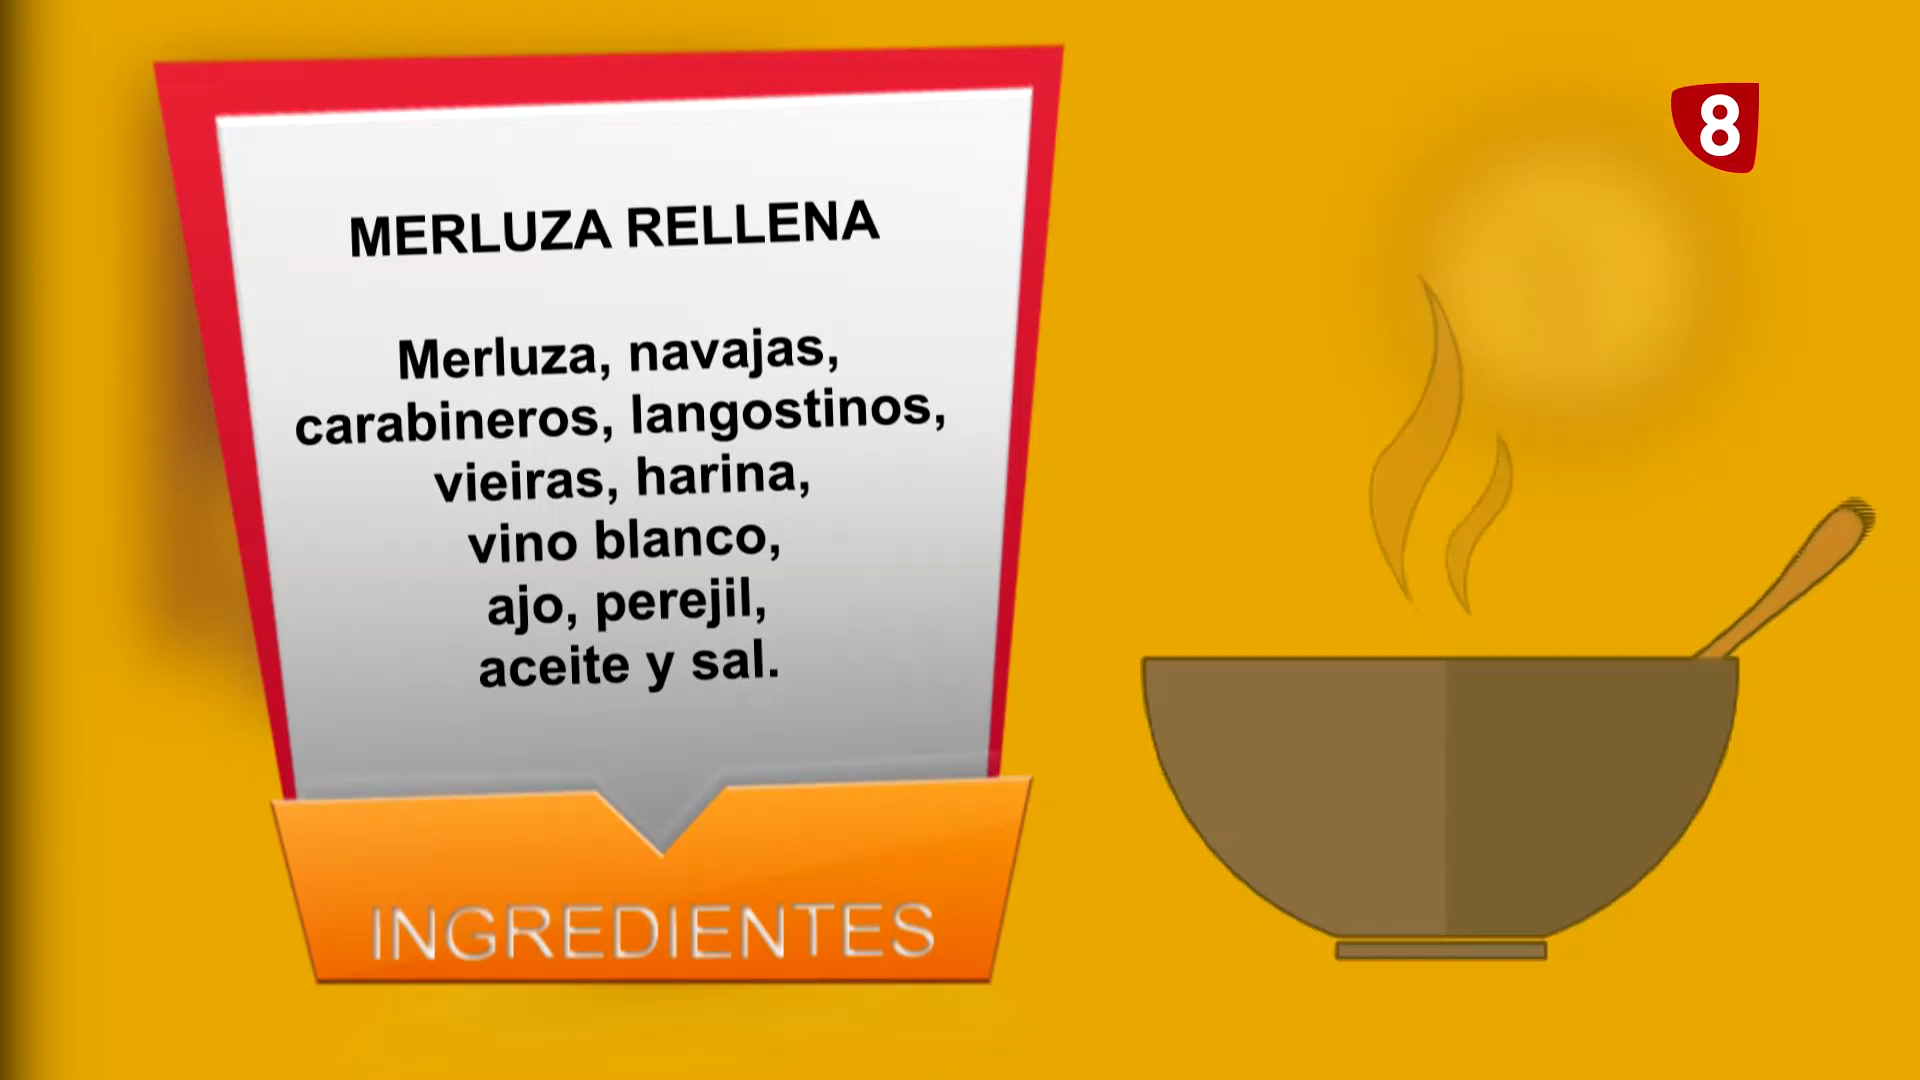 8
MERLUZA RELLENA
Merluza, navajas,
carabineros, langostinos,
vieiras, harina,
vino blanco,
ajo, perejil,
aceite y sal.
INGREDIENTES